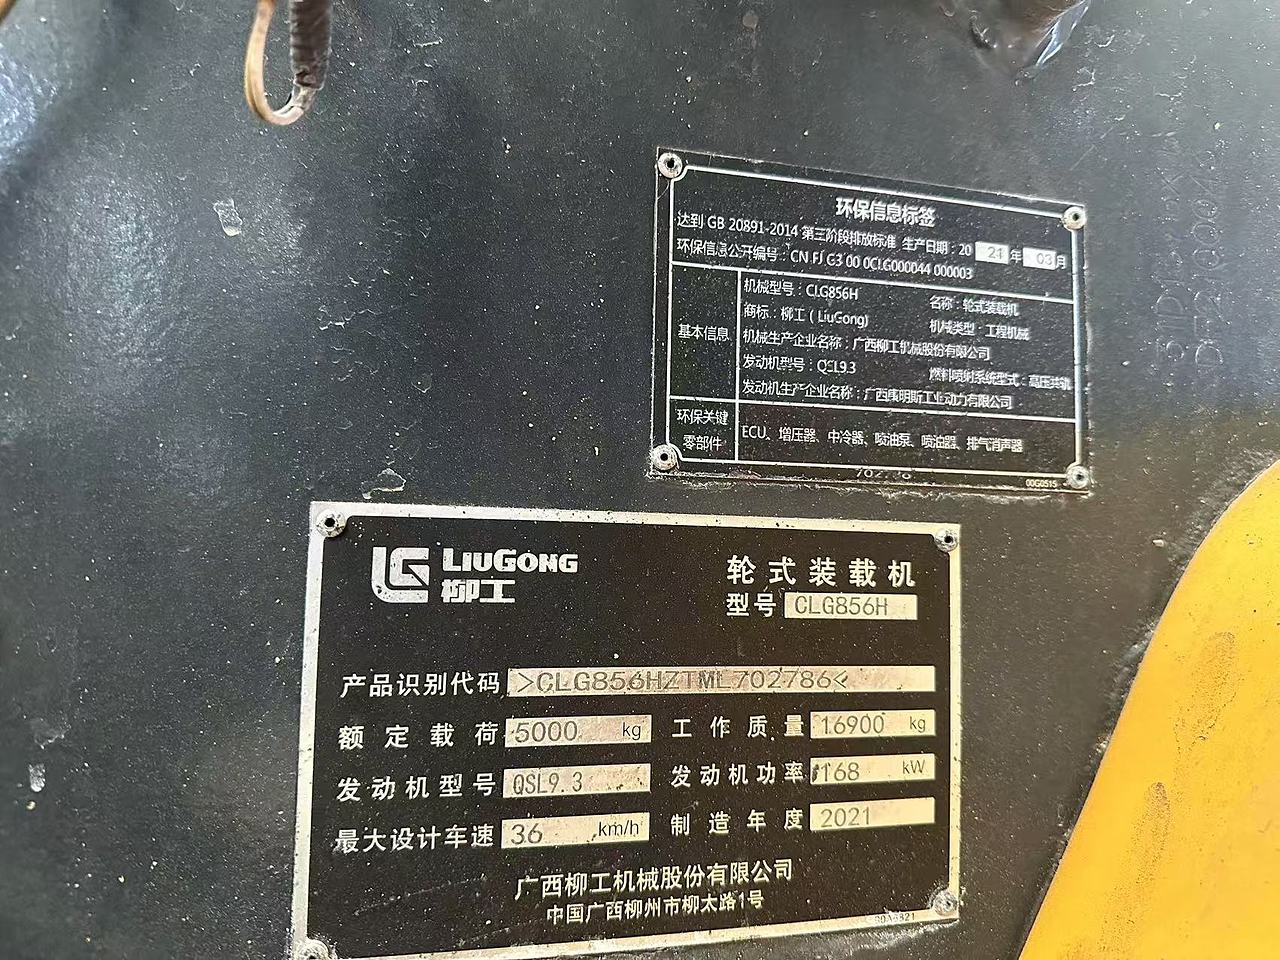 环保信息标签
达到 GB 20891-2014 第三阶段排放标准 生产日期：20 21 年 03 月
环保信息公开编号：CN FJ G3 00 0CLG000044 000003
基本信息
机械型号：CLG856H 名称：轮式装载机
商标：柳工（LiuGong) 机械类型：工程机械
机械生产企业名称：广西柳工机械股份有限公司
发动机型号：QSL9.3 燃料喷射系统型式：高压共轨
发动机生产企业名称：广西康明斯工业动力有限公司
环保关键零部件
ECU、增压器、中冷器、喷油泵、喷油器、排气消声器
00G0515
LIUGONG
柳工
轮式装载机
型号 CLG856H
产品识别代码 >CLG856HZTML702786<
额定载荷 5000 kg 工作质量 16900 kg
发动机型号 QSL9.3 发动机功率 168 kW
最大设计车速 36 km/h 制造年度 2021
广西柳工机械股份有限公司
中国广西柳州市柳太路1号